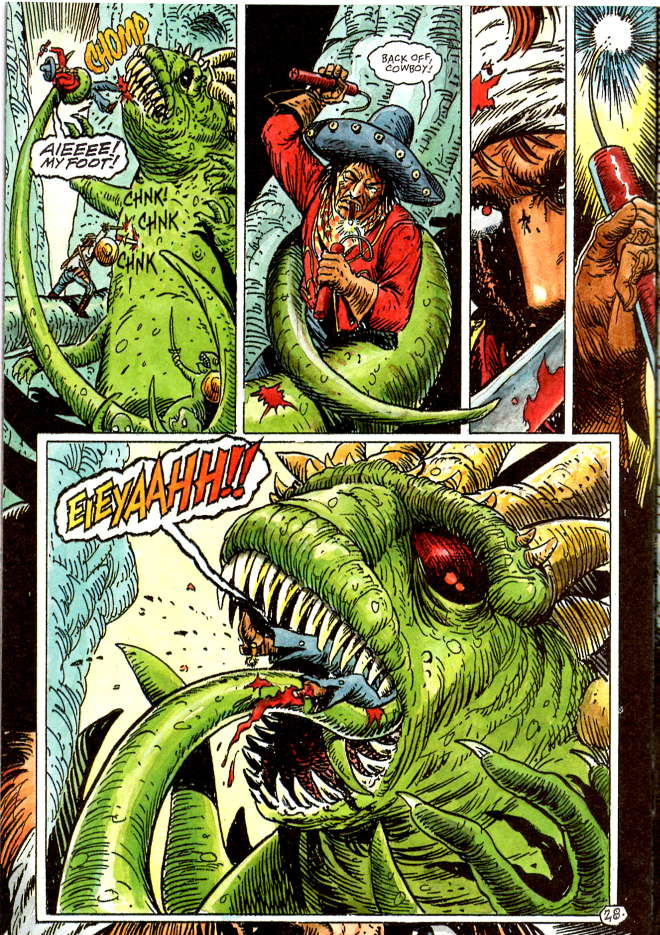 CHOMP
AIEEEE!
MY FOOT!
CHNK!
CHNK
CHNK
BACK OFF,
COWBOY!
EIEYAAHH!!
28.